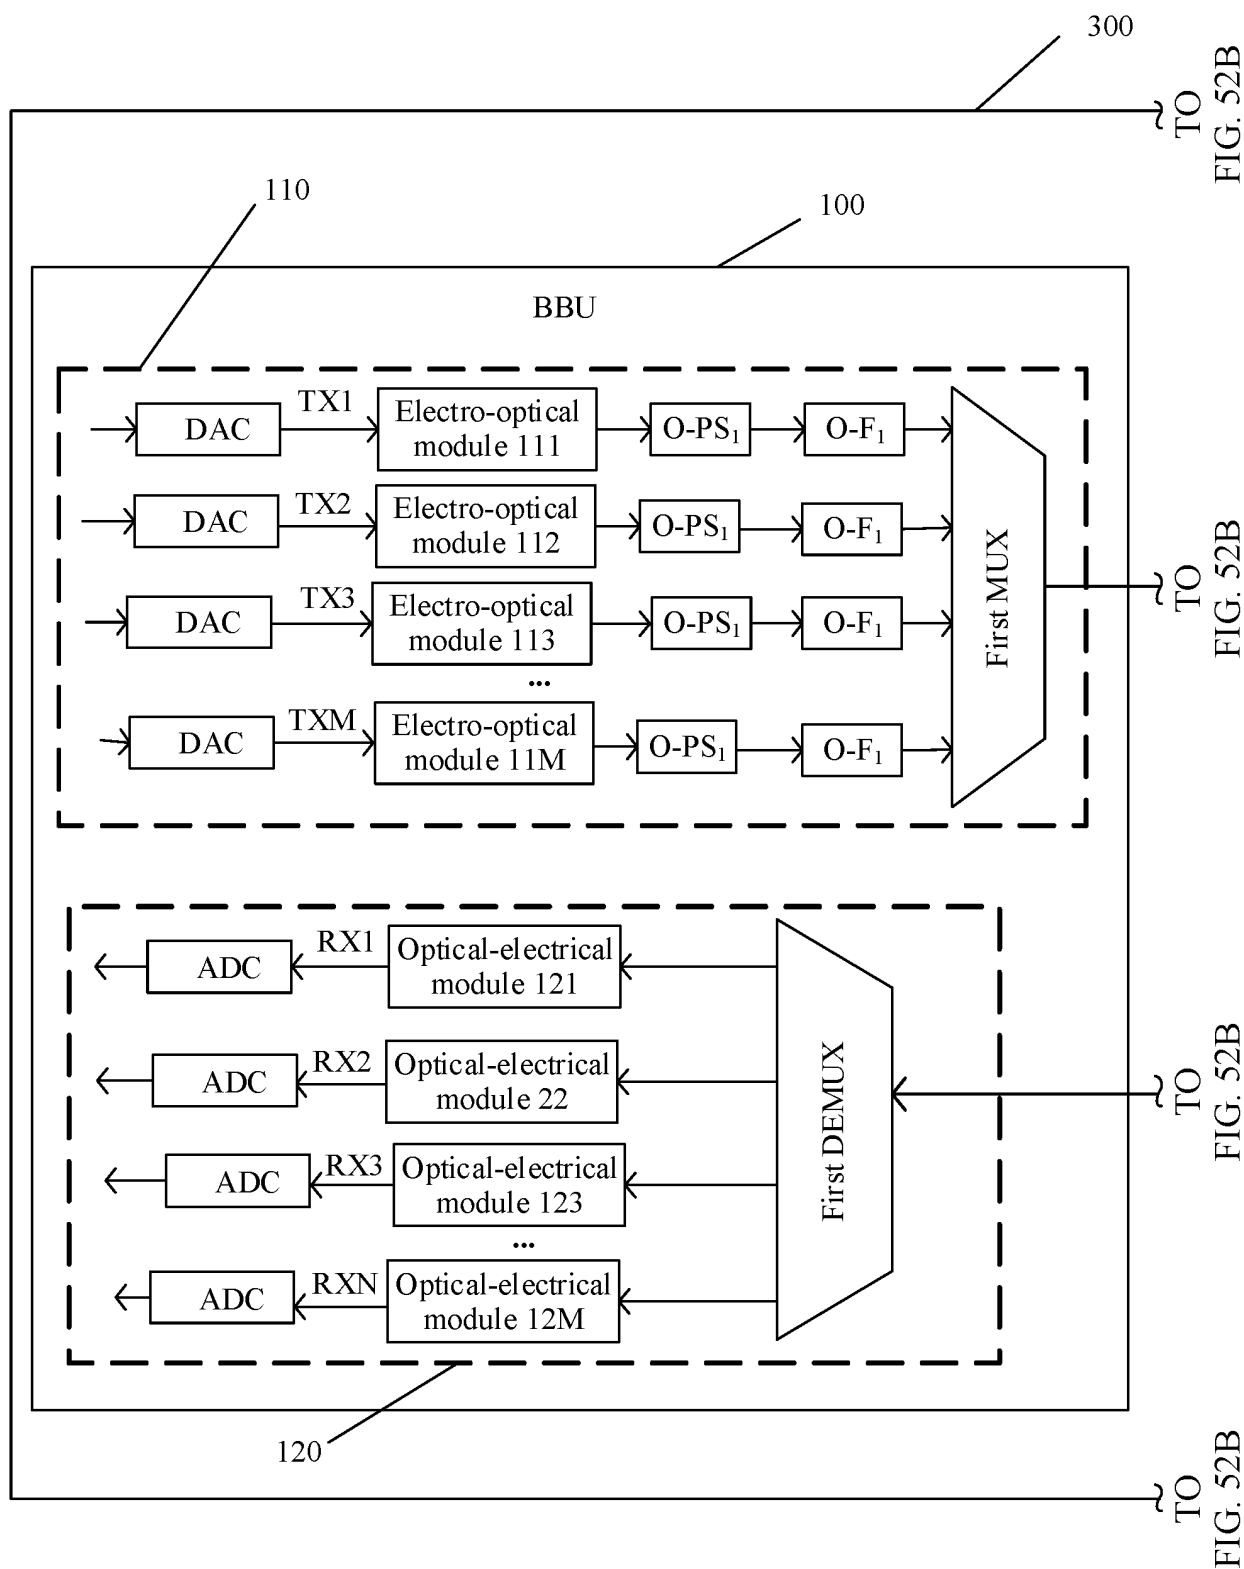 300
TO
FIG. 52B
110
100
BBU
DAC
TX1
Electro-optical
module 111
O-PS₁
O-F₁
DAC
TX2
Electro-optical
module 112
O-PS₁
O-F₁
DAC
TX3
Electro-optical
module 113
O-PS₁
O-F₁
...
DAC
TXM
Electro-optical
module 11M
O-PS₁
O-F₁
First MUX
TO
FIG. 52B
ADC
RX1
Optical-electrical
module 121
ADC
RX2
Optical-electrical
module 22
ADC
RX3
Optical-electrical
module 123
...
ADC
RXN
Optical-electrical
module 12M
First DEMUX
TO
FIG. 52B
120
TO
FIG. 52B